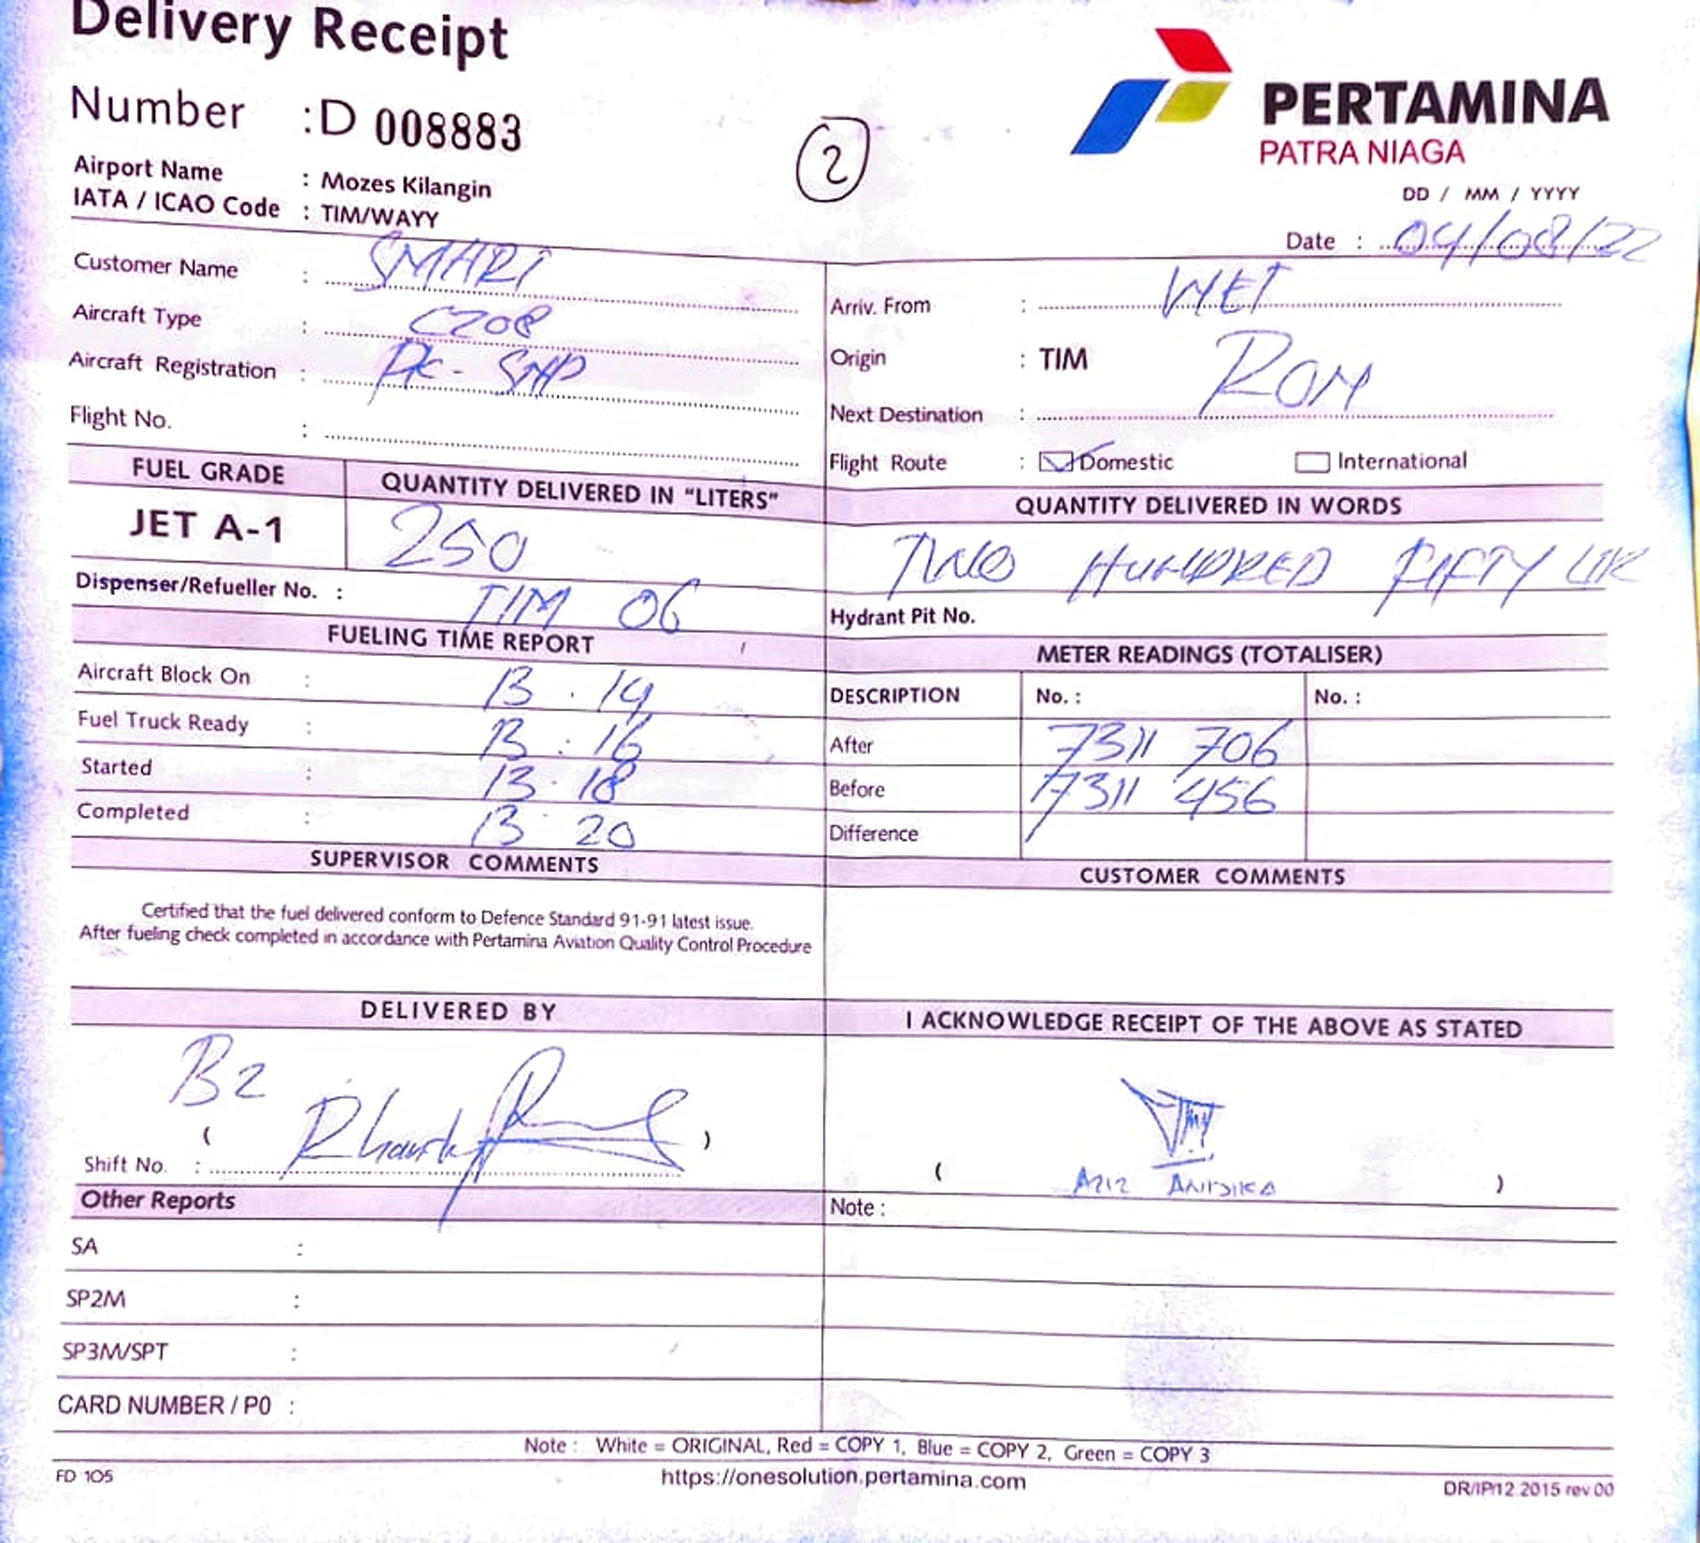 Delivery Receipt
Number : D 008883
2
PERTAMINA
PATRA NIAGA
Airport Name : Mozes Kilangin
IATA / ICAO Code : TIM/WAYY
DD / MM / YYYY
Date : 04/08/22
Customer Name :
Aircraft Type : C208
Aircraft Registration : PK-SNP
Flight No. :
Arriv. From : WET
Origin : TIM
Next Destination : ROM
Flight Route : Domestic International
FUEL GRADE QUANTITY DELIVERED IN "LITERS" QUANTITY DELIVERED IN WORDS
JET A-1 250 TWO HUNDRED FIFTY
Dispenser/Refueller No. : TIM 06 Hydrant Pit No.
FUELING TIME REPORT
Aircraft Block On : 13.14
Fuel Truck Ready : 13:16
Started : 13.18
Completed : 13 20
METER READINGS (TOTALISER)
DESCRIPTION No. : No. :
After 7311 706
Before 7311 456
Difference
SUPERVISOR COMMENTS
Certified that the fuel delivered conform to Defence Standard 91-91 latest issue.
After fueling check completed in accordance with Pertamina Aviation Quality Control Procedure
CUSTOMER COMMENTS
DELIVERED BY
B2
( )
Shift No. :
I ACKNOWLEDGE RECEIPT OF THE ABOVE AS STATED
( AZIZ )
Other Reports
Note :
SA :
SP2M :
SP3M/SPT :
CARD NUMBER / P0 :
Note : White = ORIGINAL, Red = COPY 1, Blue = COPY 2, Green = COPY 3
FD 105 https://onesolution.pertamina.com DR/IP/12.2015 rev.00